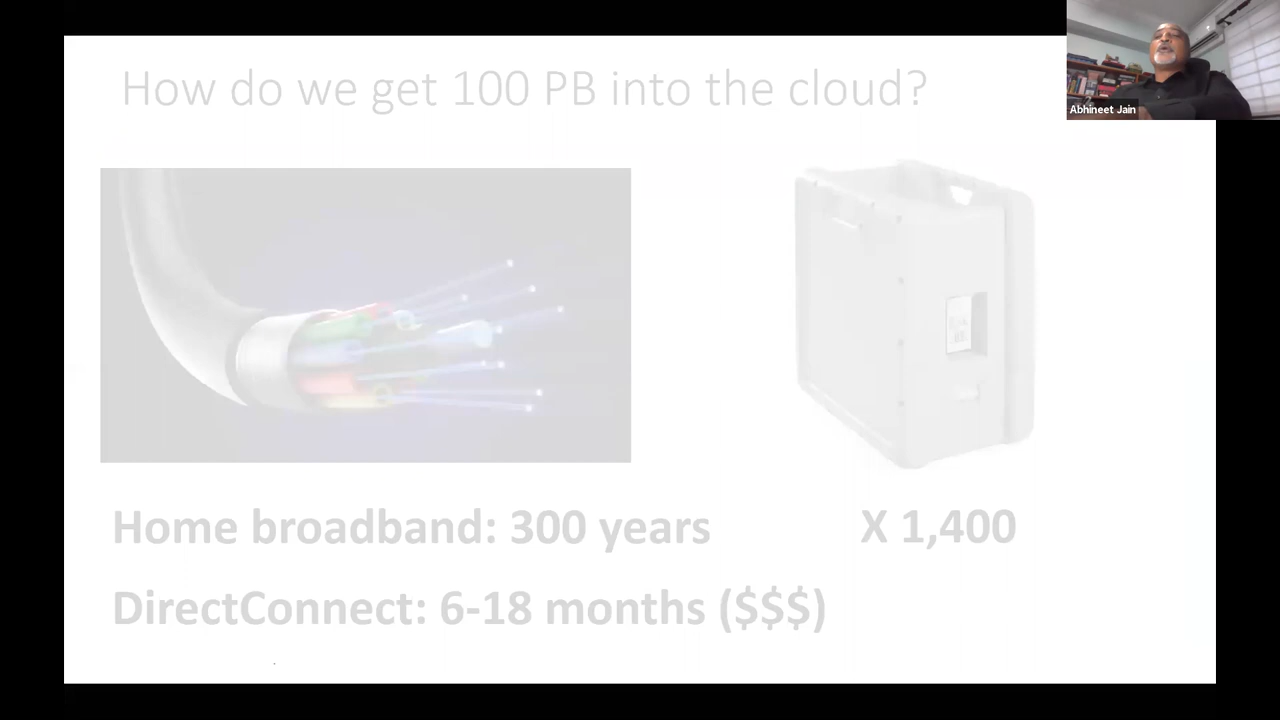 How do we get 100 PB into the cloud?
Abhineet Jain
Home broadband: 300 years
X 1,400
DirectConnect: 6-18 months ($$$)